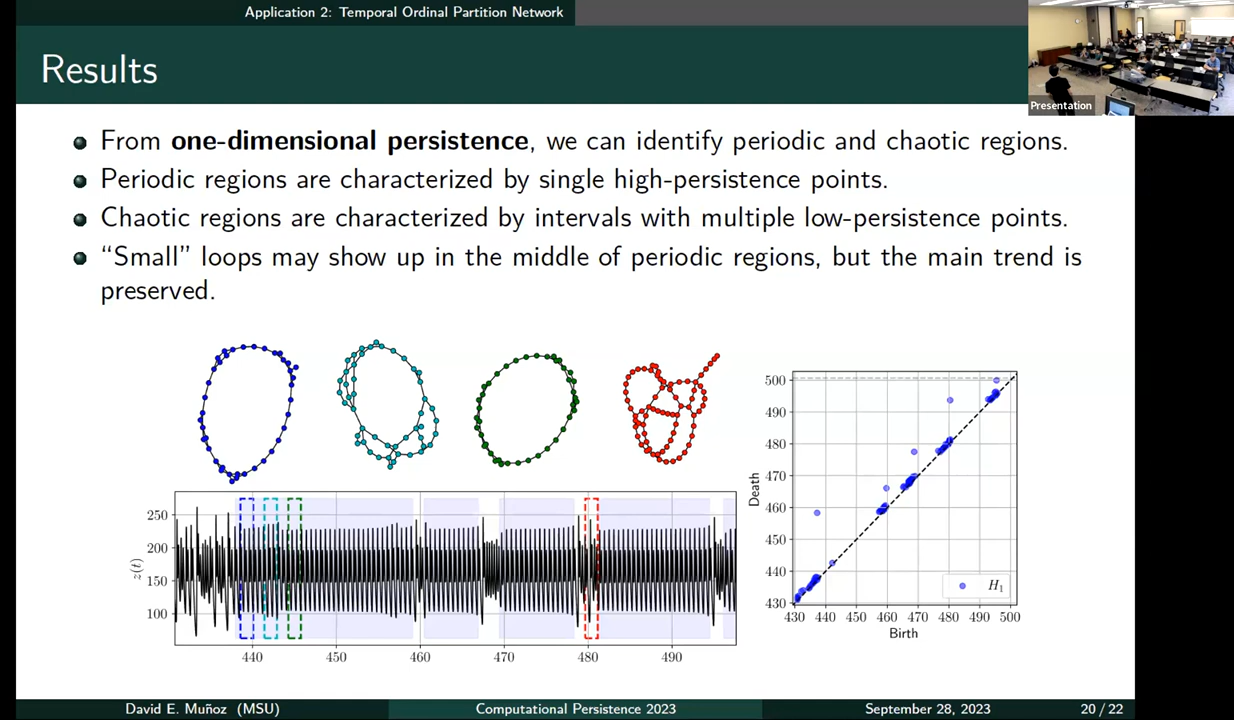 Application 2: Temporal Ordinal Partition Network
Results
Presentation
From one-dimensional persistence, we can identify periodic and chaotic regions.
Periodic regions are characterized by single high-persistence points.
Chaotic regions are characterized by intervals with multiple low-persistence points.
“Small” loops may show up in the middle of periodic regions, but the main trend is
preserved.
250
200
150
100
z(t)
440 450 460 470 480 490
500
490
480
470
460
450
440
430
Death
H₁
430 440 450 460 470 480 490 500
Birth
David E. Muñoz (MSU) Computational Persistence 2023 September 28, 2023 20 / 22